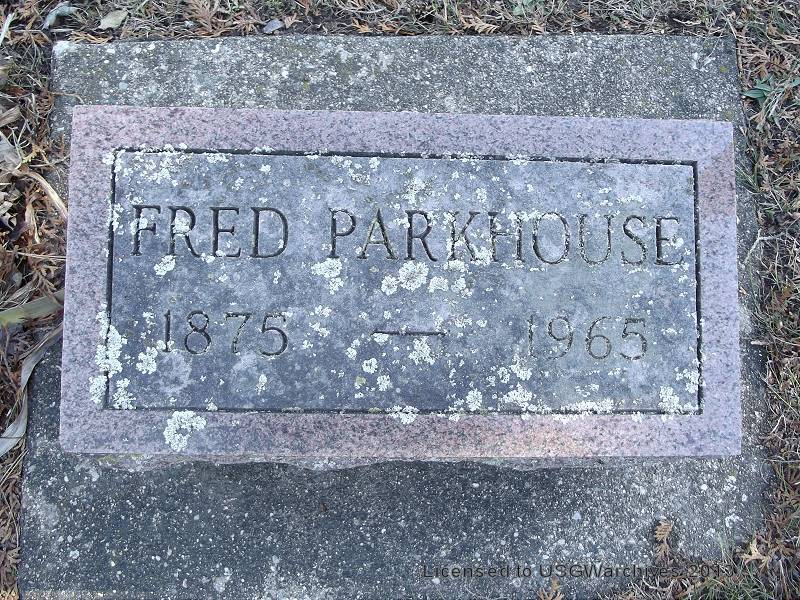 FRED PARKHOUSE
1875 — 1965
Licensed to USGWarchives 2013